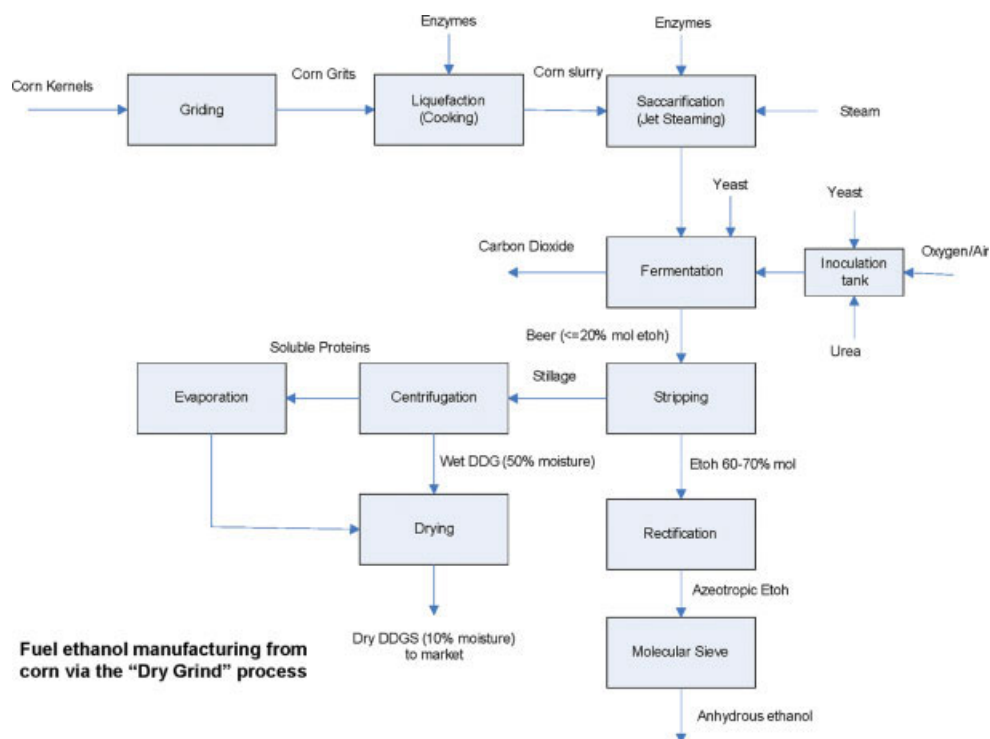 Enzymes
Enzymes
Corn Kernels
Corn Grits
Corn slurry
Griding
Liquefaction
(Cooking)
Saccarification
(Jet Steaming)
Steam
Yeast
Yeast
Carbon Dioxide
Fermentation
Inoculation
tank
Oxygen/Air
Beer (<=20% mol etoh)
Urea
Soluble Proteins
Stillage
Evaporation
Centrifugation
Stripping
Wet DDG (50% moisture)
Etoh 60-70% mol
Drying
Rectification
Azeotropic Etoh
Dry DDGS (10% moisture)
to market
Fuel ethanol manufacturing from
corn via the “Dry Grind” process
Molecular Sieve
Anhydrous ethanol